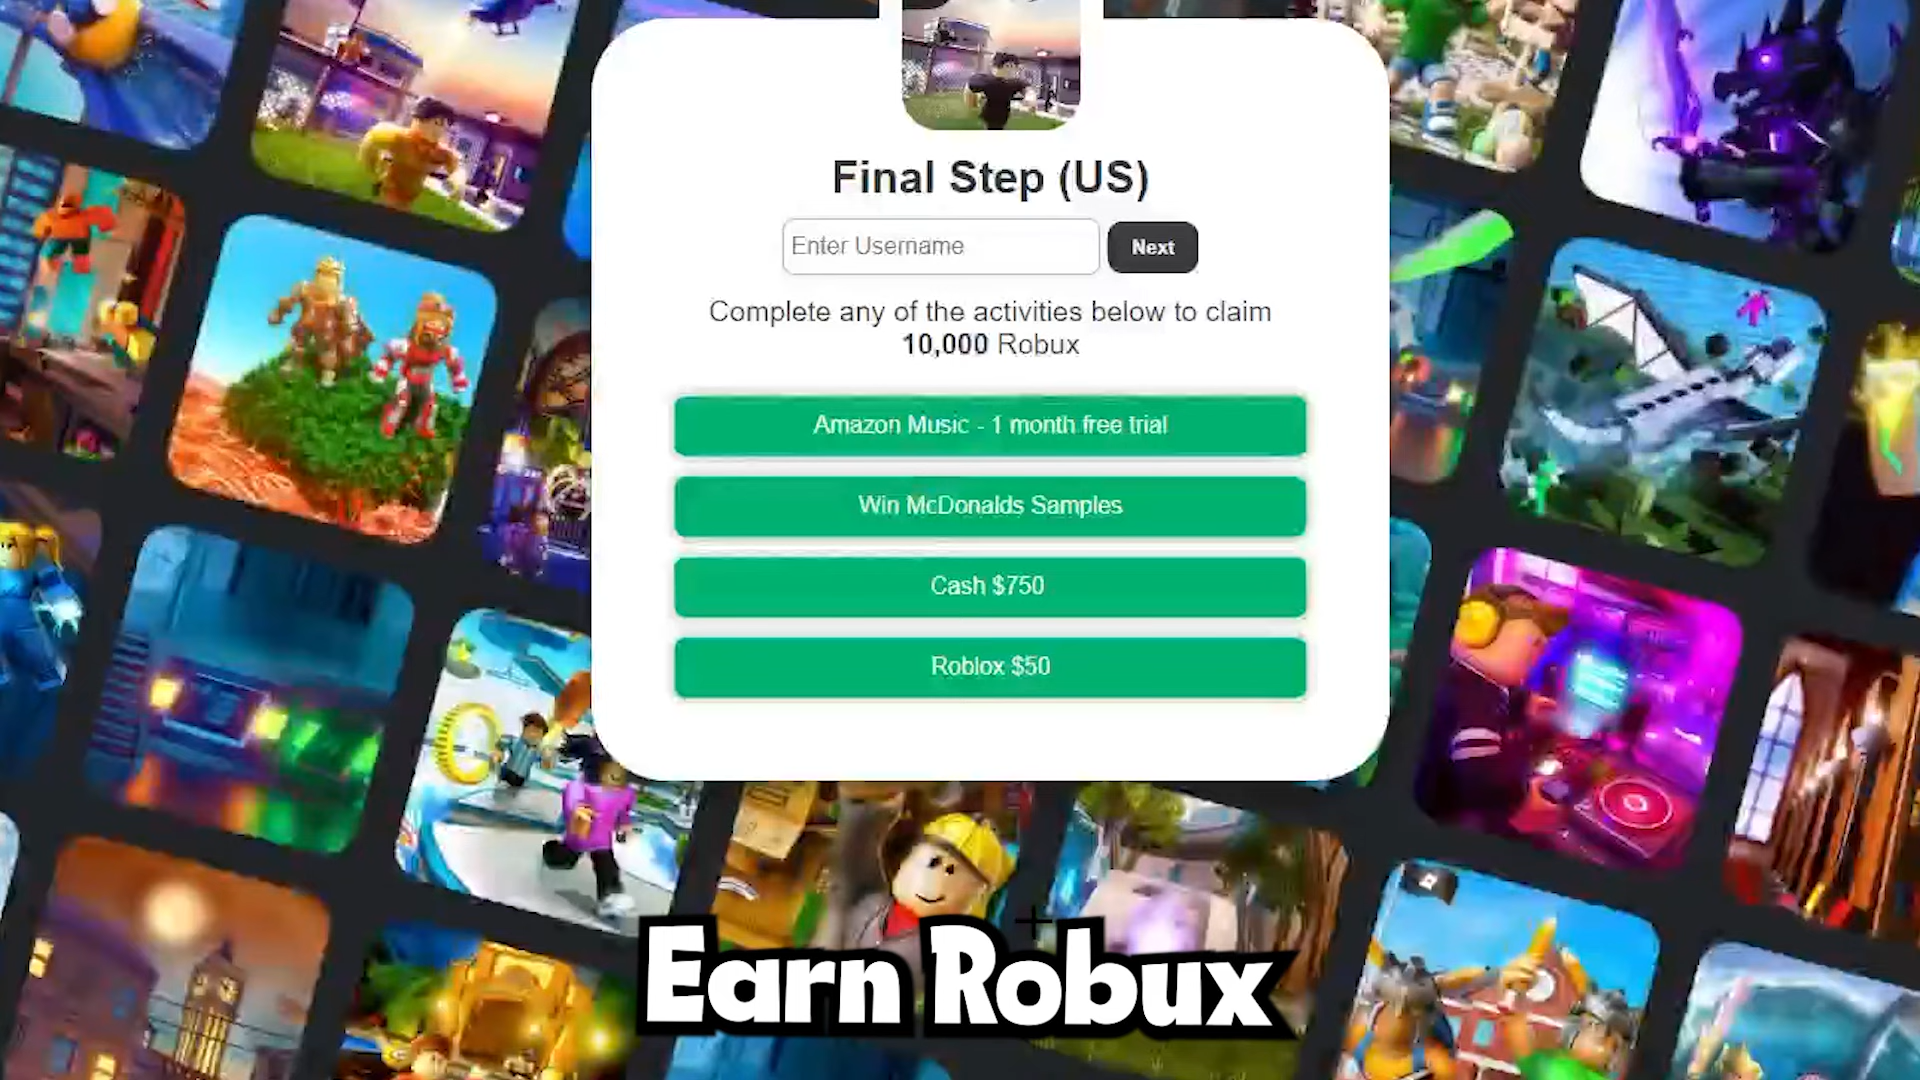 Final Step (US)
Enter Username
Next
Complete any of the activities below to claim
10,000 Robux
Amazon Music - 1 month free trial
Win McDonalds Samples
Cash $750
Roblox $50
Earn Robux